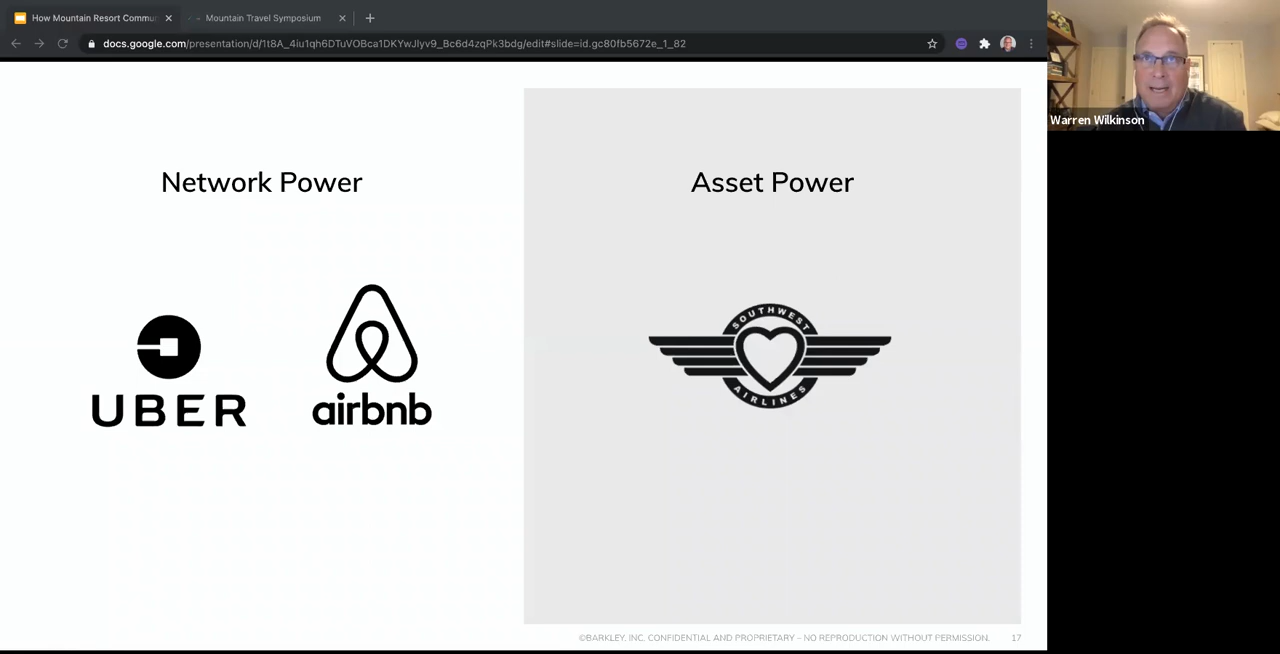 How Mountain Resort Commu
Mountain Travel Symposium
docs.google.com/presentation/d/1t8A_4iu1qh6DTuVOBca1DKYwJlyv9_Bc6d4zqPk3bdg/edit#slide=id.gc80fb5672e_1_82
Warren Wilkinson
Network Power
Asset Power
UBER
airbnb
SOUTHWEST
AIRLINES
©BARKLEY, INC. CONFIDENTIAL AND PROPRIETARY – NO REPRODUCTION WITHOUT PERMISSION.
17